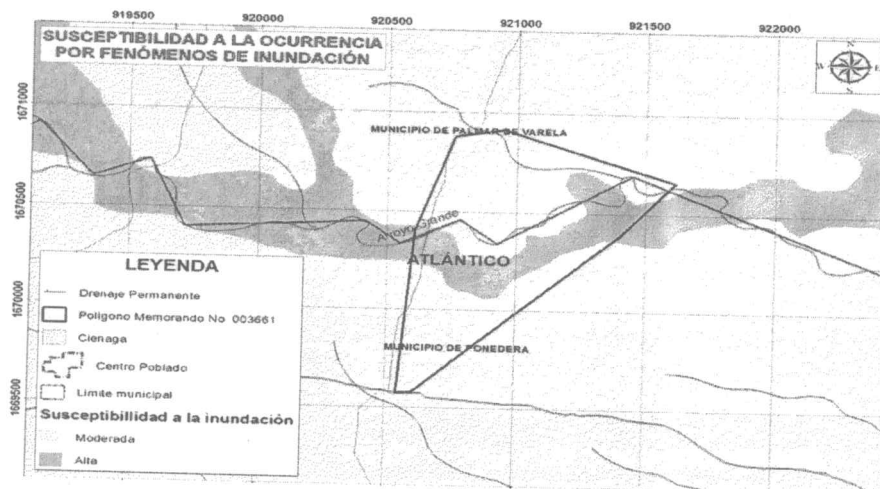 919500 920000 920500 921000 921500 922000
SUSCEPTIBILIDAD A LA OCURRENCIA
POR FENÓMENOS DE INUNDACIÓN
N
W E
S
1671000
1670500
1670000
1669500
MUNICIPIO DE PALMAR DE VARELA
Arroyo Grande
ATLÁNTICO
MUNICIPIO DE PONEDERA
LEYENDA
Drenaje Permanente
Poligono Memorando No 003661
Cienaga
Centro Poblado
Limite municipal
Susceptibillidad a la inundación
Moderada
Alta